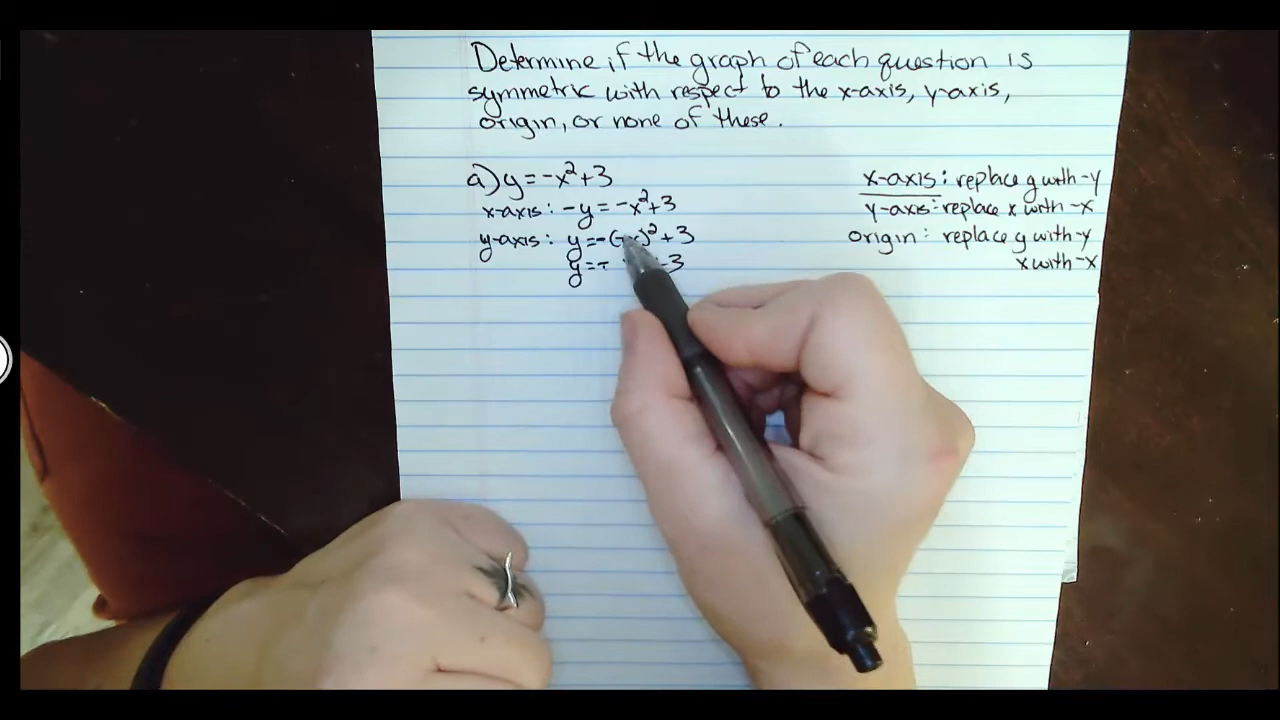 Determine if the graph of each question is
symmetric with respect to the x-axis, y-axis,
origin, or none of these.
a) y = -x² + 3
x-axis: -y = -x² + 3
y-axis: y = -(-x)² + 3
y = - 3
x-axis: replace y with -y
y-axis: replace x with -x
origin: replace y with -y
x with -x